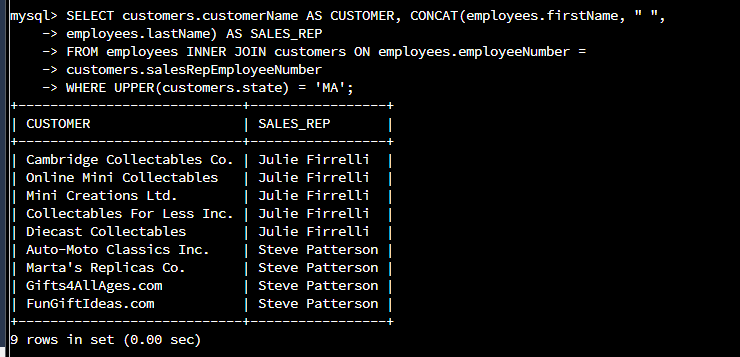 mysql> SELECT customers.customerName AS CUSTOMER, CONCAT(employees.firstName, " ",
    -> employees.lastName) AS SALES_REP
    -> FROM employees INNER JOIN customers ON employees.employeeNumber =
    -> customers.salesRepEmployeeNumber
    -> WHERE UPPER(customers.state) = 'MA';
+----------------------------+-----------------+
| CUSTOMER                   | SALES_REP       |
+----------------------------+-----------------+
| Cambridge Collectables Co. | Julie Firrelli  |
| Online Mini Collectables   | Julie Firrelli  |
| Mini Creations Ltd.        | Julie Firrelli  |
| Collectables For Less Inc. | Julie Firrelli  |
| Diecast Collectables       | Julie Firrelli  |
| Auto-Moto Classics Inc.    | Steve Patterson |
| Marta's Replicas Co.       | Steve Patterson |
| Gifts4AllAges.com          | Steve Patterson |
| FunGiftIdeas.com           | Steve Patterson |
+----------------------------+-----------------+
9 rows in set (0.00 sec)